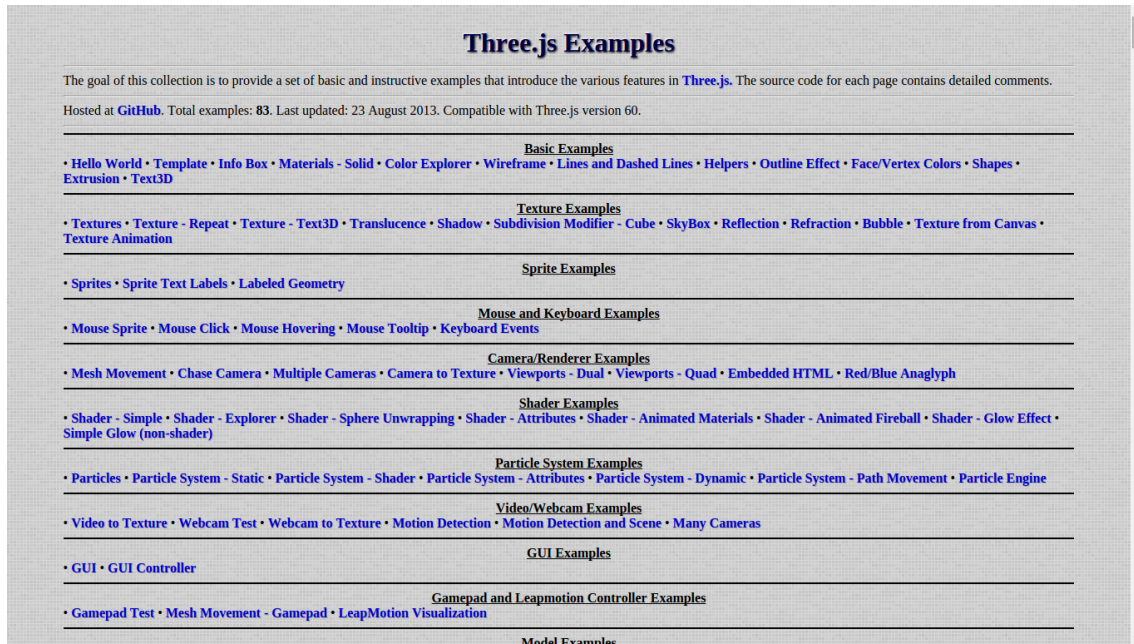 Three.js Examples
The goal of this collection is to provide a set of basic and instructive examples that introduce the various features in Three.js. The source code for each page contains detailed comments.
Hosted at GitHub. Total examples: 83. Last updated: 23 August 2013. Compatible with Three.js version 60.
Basic Examples
• Hello World • Template • Info Box • Materials - Solid • Color Explorer • Wireframe • Lines and Dashed Lines • Helpers • Outline Effect • Face/Vertex Colors • Shapes •
Extrusion • Text3D
Texture Examples
• Textures • Texture - Repeat • Texture - Text3D • Translucence • Shadow • Subdivision Modifier - Cube • SkyBox • Reflection • Refraction • Bubble • Texture from Canvas •
Texture Animation
Sprite Examples
• Sprites • Sprite Text Labels • Labeled Geometry
Mouse and Keyboard Examples
• Mouse Sprite • Mouse Click • Mouse Hovering • Mouse Tooltip • Keyboard Events
Camera/Renderer Examples
• Mesh Movement • Chase Camera • Multiple Cameras • Camera to Texture • Viewports - Dual • Viewports - Quad • Embedded HTML • Red/Blue Anaglyph
Shader Examples
• Shader - Simple • Shader - Explorer • Shader - Sphere Unwrapping • Shader - Attributes • Shader - Animated Materials • Shader - Animated Fireball • Shader - Glow Effect •
Simple Glow (non-shader)
Particle System Examples
• Particles • Particle System - Static • Particle System - Shader • Particle System - Attributes • Particle System - Dynamic • Particle System - Path Movement • Particle Engine
Video/Webcam Examples
• Video to Texture • Webcam Test • Webcam to Texture • Motion Detection • Motion Detection and Scene • Many Cameras
GUI Examples
• GUI • GUI Controller
Gamepad and Leapmotion Controller Examples
• Gamepad Test • Mesh Movement - Gamepad • LeapMotion Visualization
Model Examples